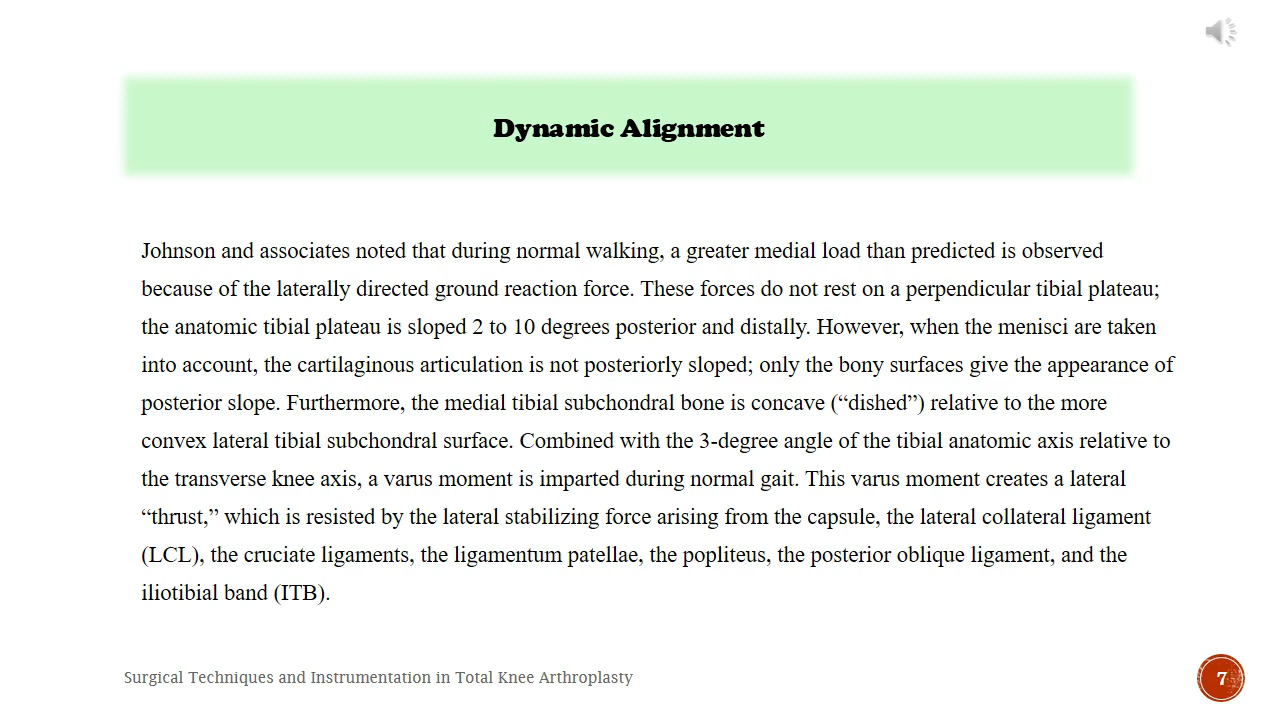 Dynamic Alignment
Johnson and associates noted that during normal walking, a greater medial load than predicted is observed
because of the laterally directed ground reaction force. These forces do not rest on a perpendicular tibial plateau;
the anatomic tibial plateau is sloped 2 to 10 degrees posterior and distally. However, when the menisci are taken
into account, the cartilaginous articulation is not posteriorly sloped; only the bony surfaces give the appearance of
posterior slope. Furthermore, the medial tibial subchondral bone is concave (“dished”) relative to the more
convex lateral tibial subchondral surface. Combined with the 3-degree angle of the tibial anatomic axis relative to
the transverse knee axis, a varus moment is imparted during normal gait. This varus moment creates a lateral
“thrust,” which is resisted by the lateral stabilizing force arising from the capsule, the lateral collateral ligament
(LCL), the cruciate ligaments, the ligamentum patellae, the popliteus, the posterior oblique ligament, and the
iliotibial band (ITB).
Surgical Techniques and Instrumentation in Total Knee Arthroplasty
7